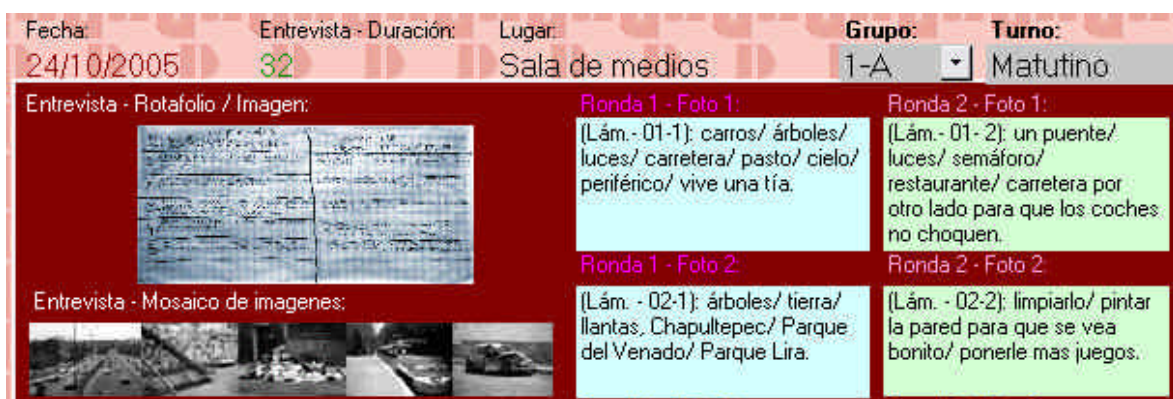 Fecha: Entrevista - Duración: Lugar: Grupo: Turno:
24/10/2005 32 Sala de medios 1-A Matutino
Entrevista - Rotafolio / Imagen:
Ronda 1 - Foto 1:
(Lám.- 01-1): carros/ árboles/
luces/ carretera/ pasto/ cielo/
periférico/ vive una tía.
Ronda 2 - Foto 1:
(Lám.- 01- 2): un puente/
luces/ semáforo/
restaurante/ carretera por
otro lado para que los coches
no choquen.
Entrevista - Mosaico de imagenes:
Ronda 1 - Foto 2:
(Lám. - 02-1): árboles/ tierra/
llantas, Chapultepec/ Parque
del Venado/ Parque Lira.
Ronda 2 - Foto 2:
(Lám. - 02-2): limpiarlo/ pintar
la pared para que se vea
bonito/ ponerle mas juegos.